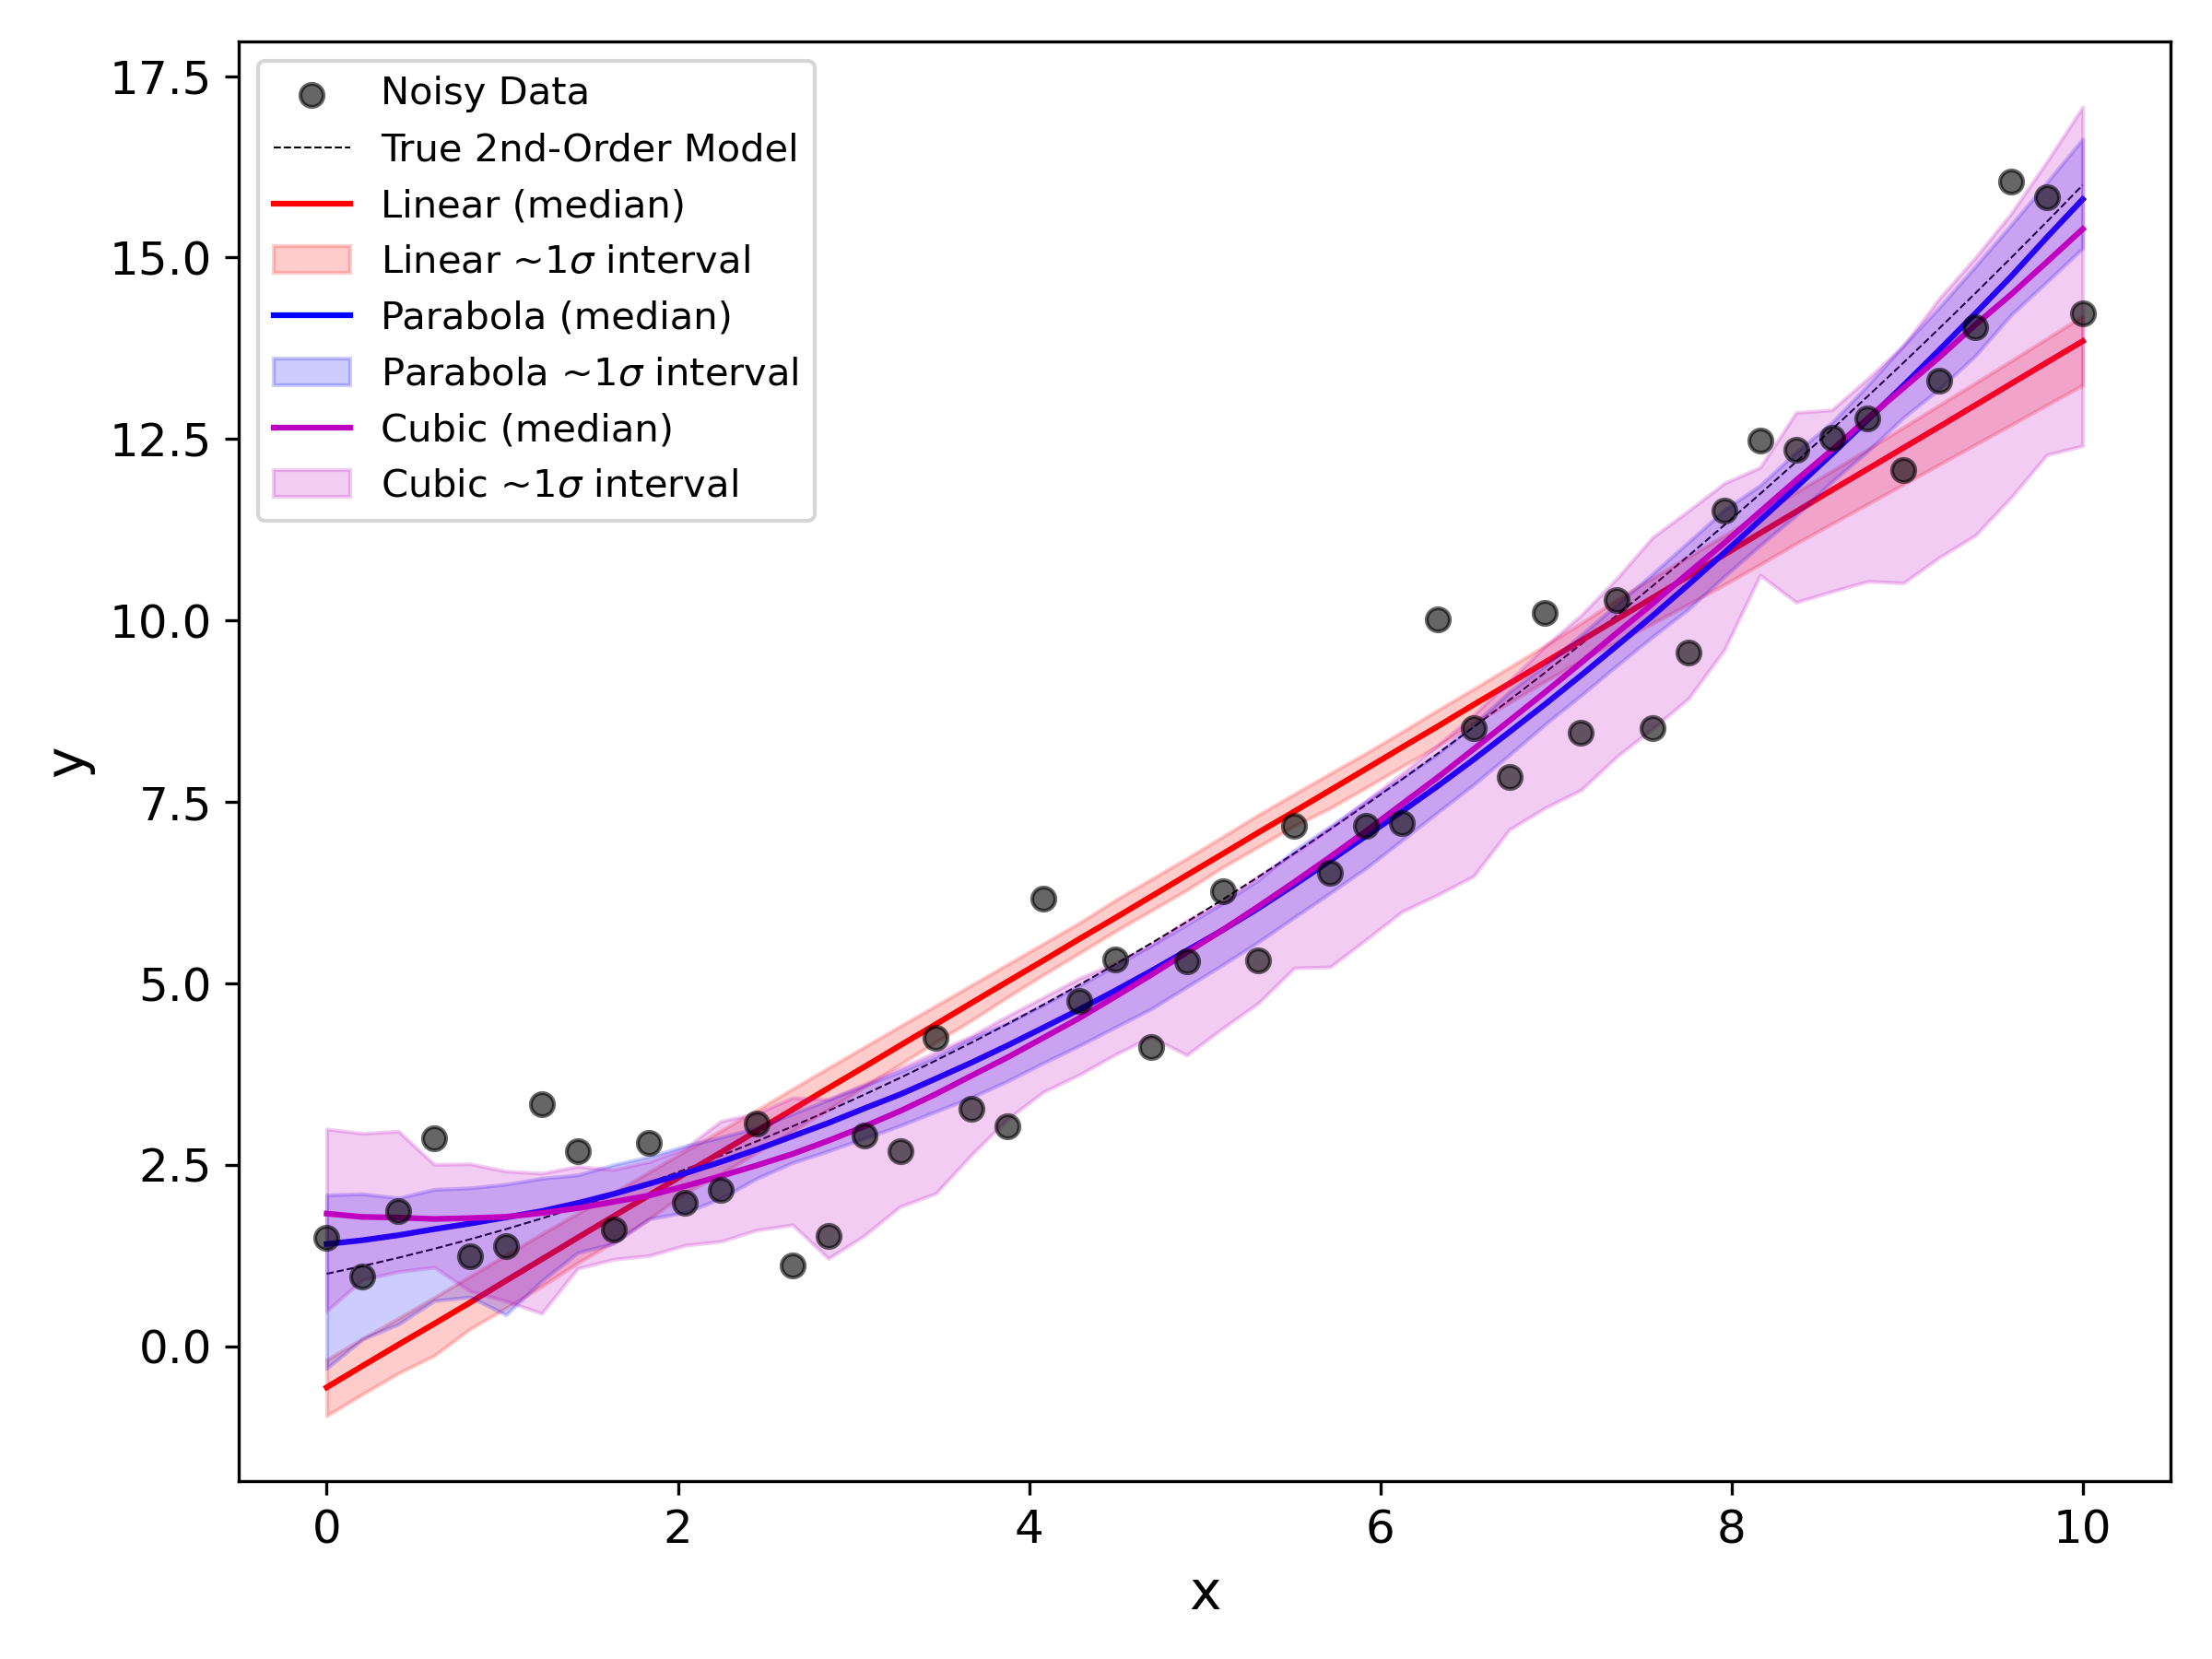 17.5
15.0
12.5
10.0
7.5
5.0
2.5
0.0
y
Noisy Data
True 2nd-Order Model
Linear (median)
Linear ~1σ interval
Parabola (median)
Parabola ~1σ interval
Cubic (median)
Cubic ~1σ interval
0 2 4 6 8 10
x